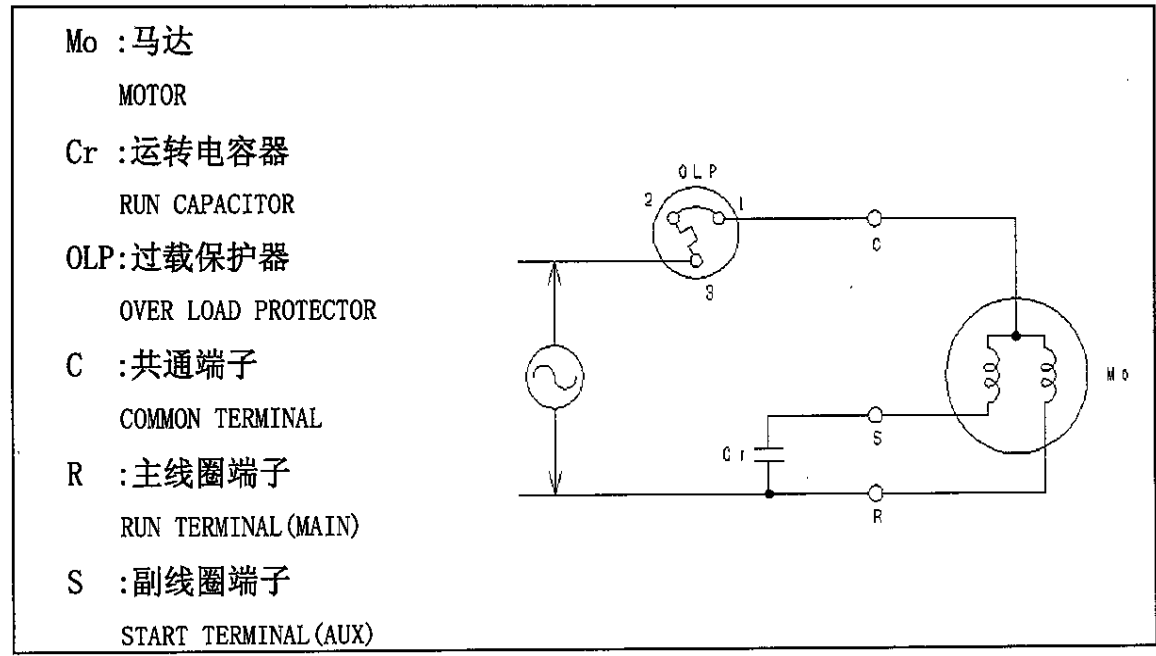 Mo :马达
MOTOR
Cr :运转电容器
RUN CAPACITOR
OLP:过载保护器
OVER LOAD PROTECTOR
C :共通端子
COMMON TERMINAL
R :主线圈端子
RUN TERMINAL(MAIN)
S :副线圈端子
START TERMINAL(AUX)
OLP
2
1
3
C
Mo
S
Cr
R